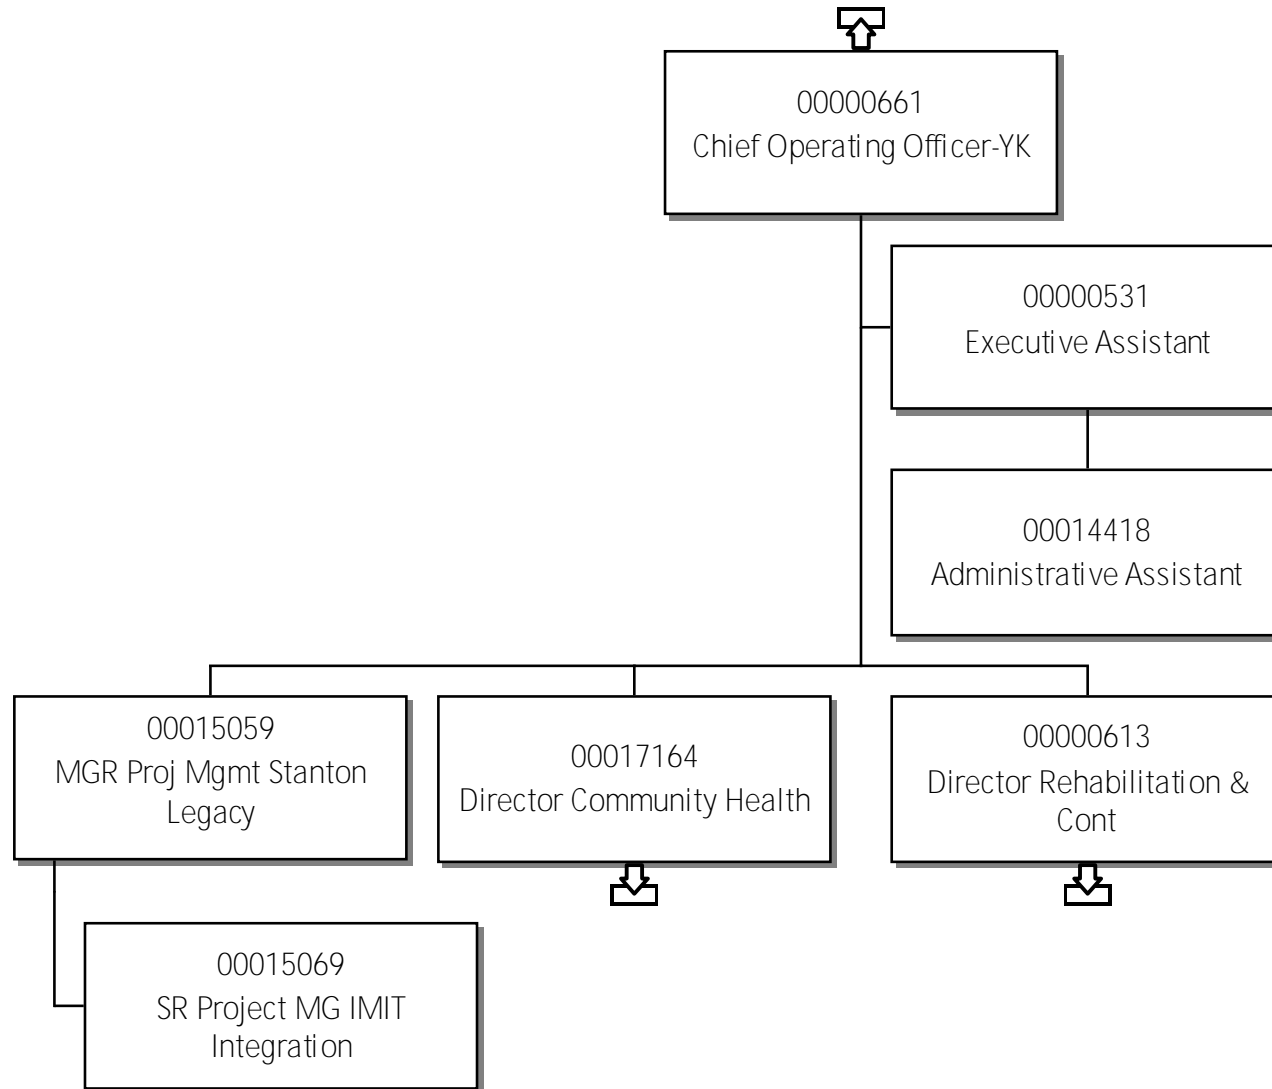 00000661
Chief Operating Officer-YK
00000531
Executive Assistant
00014418
Administrative Assistant
00015059
MGR Proj Mgmt Stanton
Legacy
00017164
Director Community Health
00000613
Director Rehabilitation &
Cont
00015069
SR Project MG IMIT
Integration